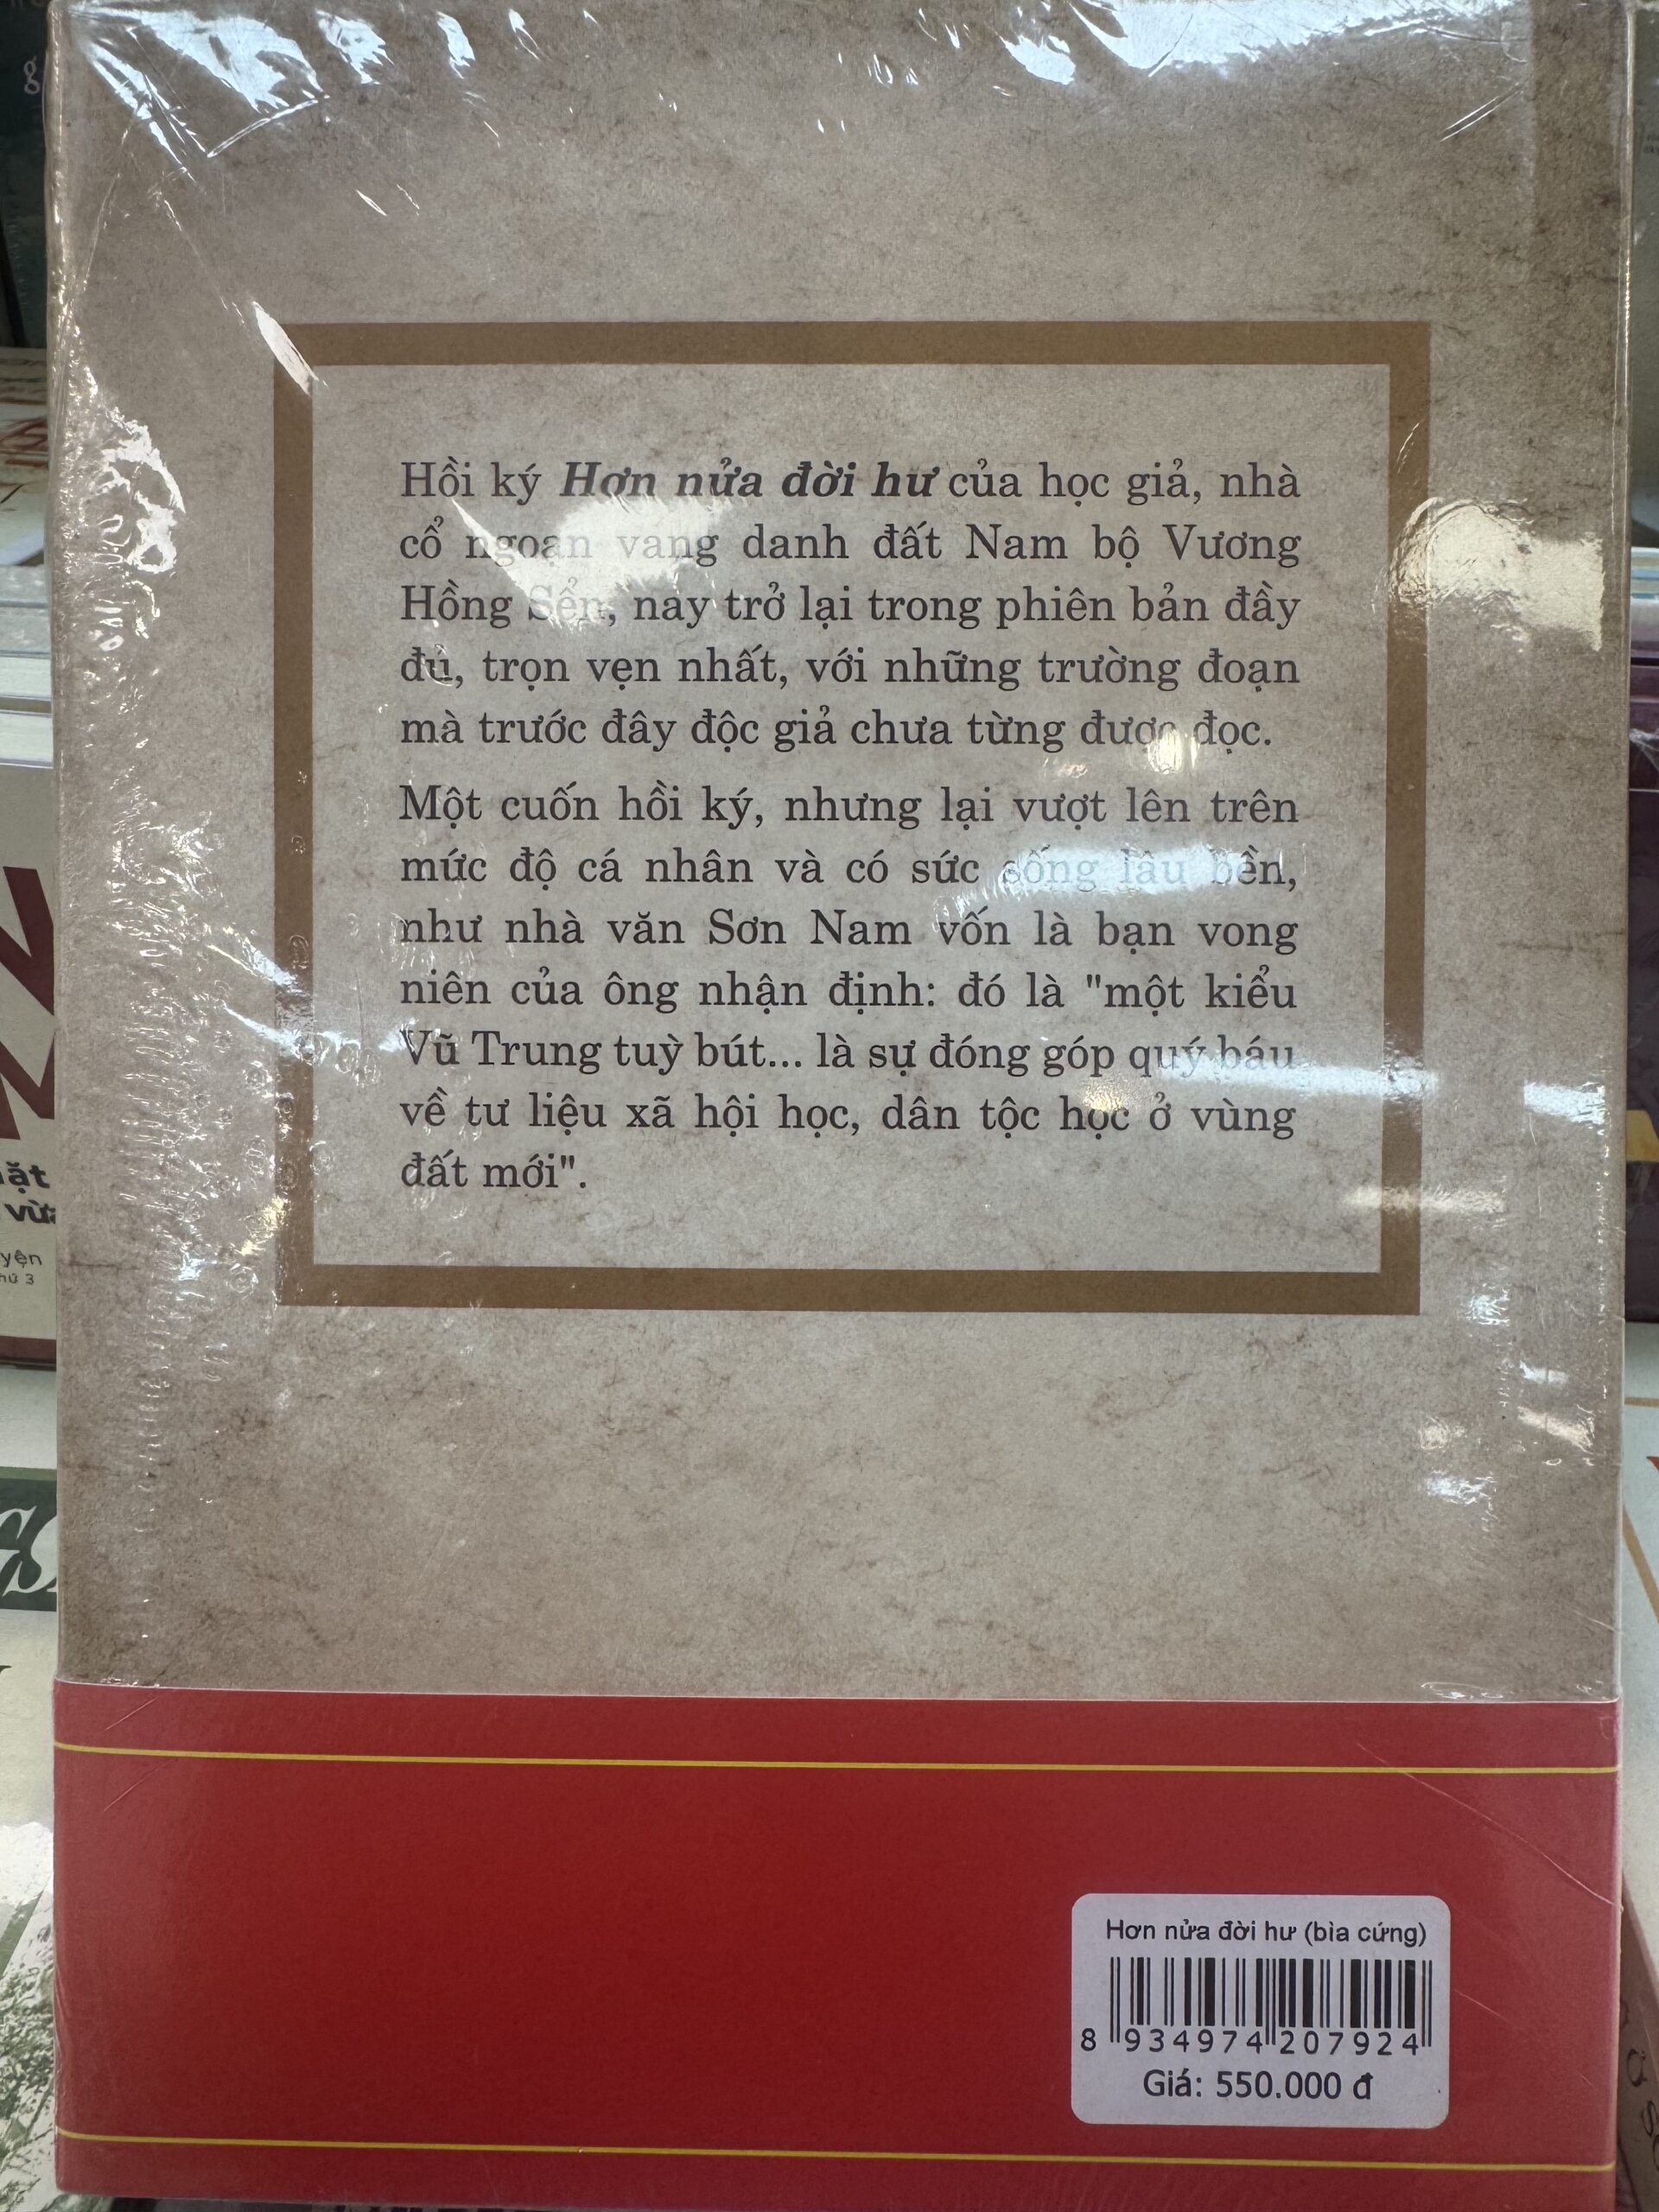 Hồi ký Hơn nửa đời hư của học giả, nhà
cổ ngoạn vang danh đất Nam bộ Vương
Hồng Sển, nay trở lại trong phiên bản đầy
đủ, trọn vẹn nhất, với những trường đoạn
mà trước đây độc giả chưa từng được đọc.
Một cuốn hồi ký, nhưng lại vượt lên trên
mức độ cá nhân và có sức sống lâu bền,
như nhà văn Sơn Nam vốn là bạn vong
niên của ông nhận định: đó là "một kiểu
Vũ Trung tuỳ bút... là sự đóng góp quý báu
về tư liệu xã hội học, dân tộc học ở vùng
đất mới".
Hơn nửa đời hư (bìa cứng)
8 934974 207924
Giá: 550.000 đ